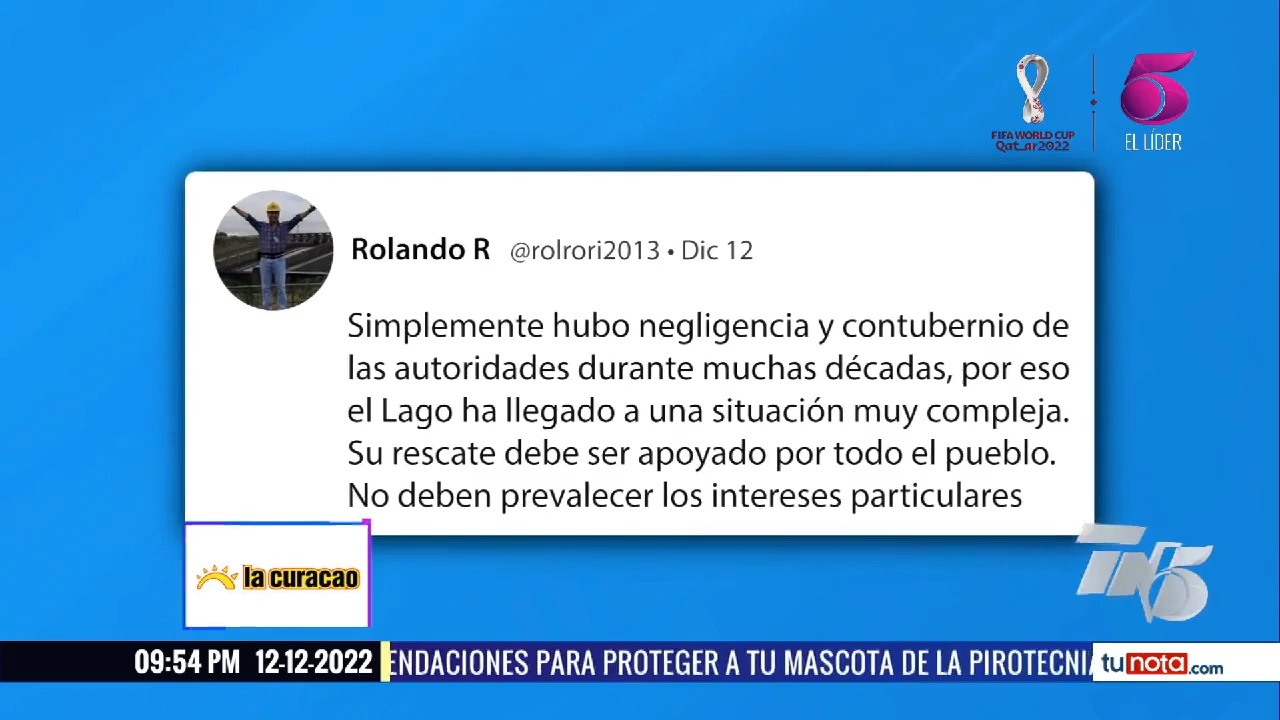 FIFA WORLD CUP
Qatar2022
5
EL LÍDER
Rolando R @rolrori2013 • Dic 12
Simplemente hubo negligencia y contubernio de
las autoridades durante muchas décadas, por eso
el Lago ha llegado a una situación muy compleja.
Su rescate debe ser apoyado por todo el pueblo.
No deben prevalecer los intereses particulares
la curacao
TN5
09:54 PM 12-12-2022 ENDACIONES PARA PROTEGER A TU MASCOTA DE LA PIROTECNIA tunota.com